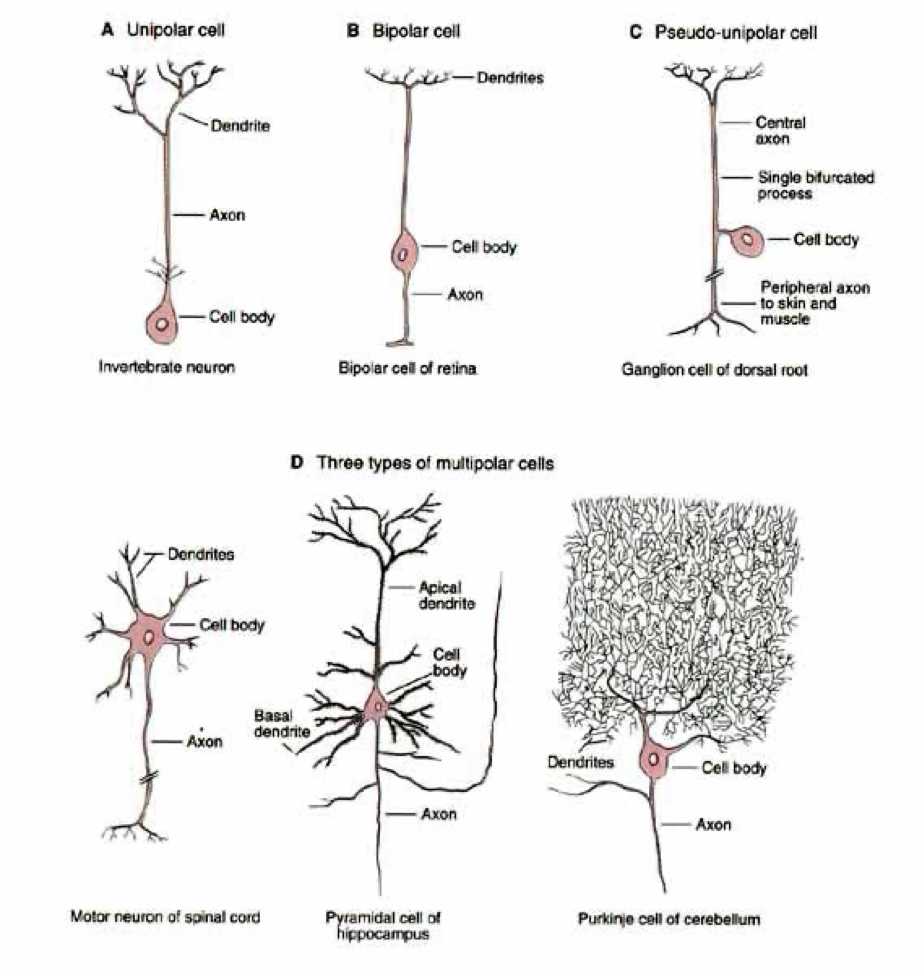 A Unipolar cell
Dendrite
Axon
Cell body
Invertebrate neuron
B Bipolar cell
Dendrites
Cell body
Axon
Bipolar cell of retina
C Pseudo-unipolar cell
Central
axon
Single bifurcated
process
Cell body
Peripheral axon
to skin and
muscle
Ganglion cell of dorsal root
D Three types of multipolar cells
Dendrites
Cell body
Axon
Motor neuron of spinal cord
Apical
dendrite
Cell
body
Basal
dendrite
Axon
Pyramidal cell of
hippocampus
Dendrites
Cell body
Axon
Purkinje cell of cerebellum